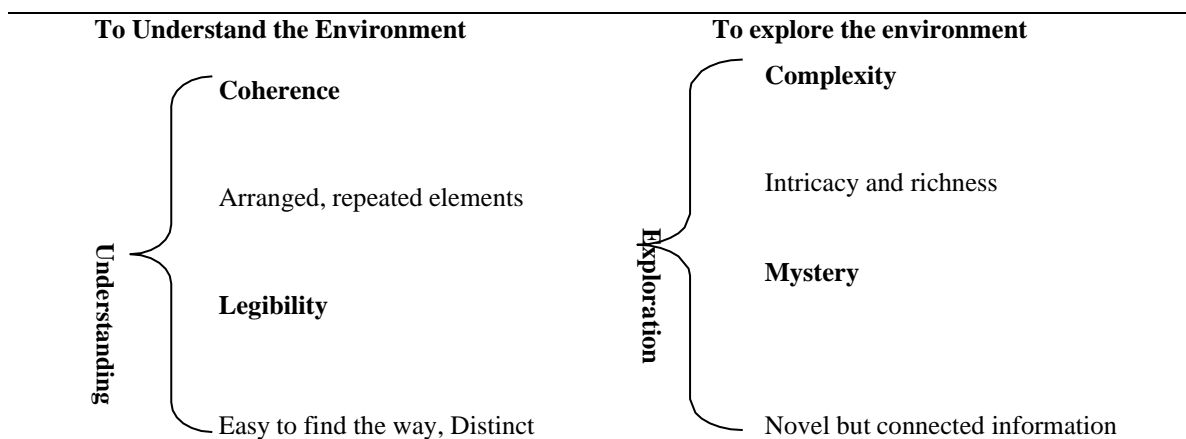 To Understand the Environment
Understanding
Coherence
Arranged, repeated elements
Legibility
Easy to find the way, Distinct
To explore the environment
Exploration
Complexity
Intricacy and richness
Mystery
Novel but connected information